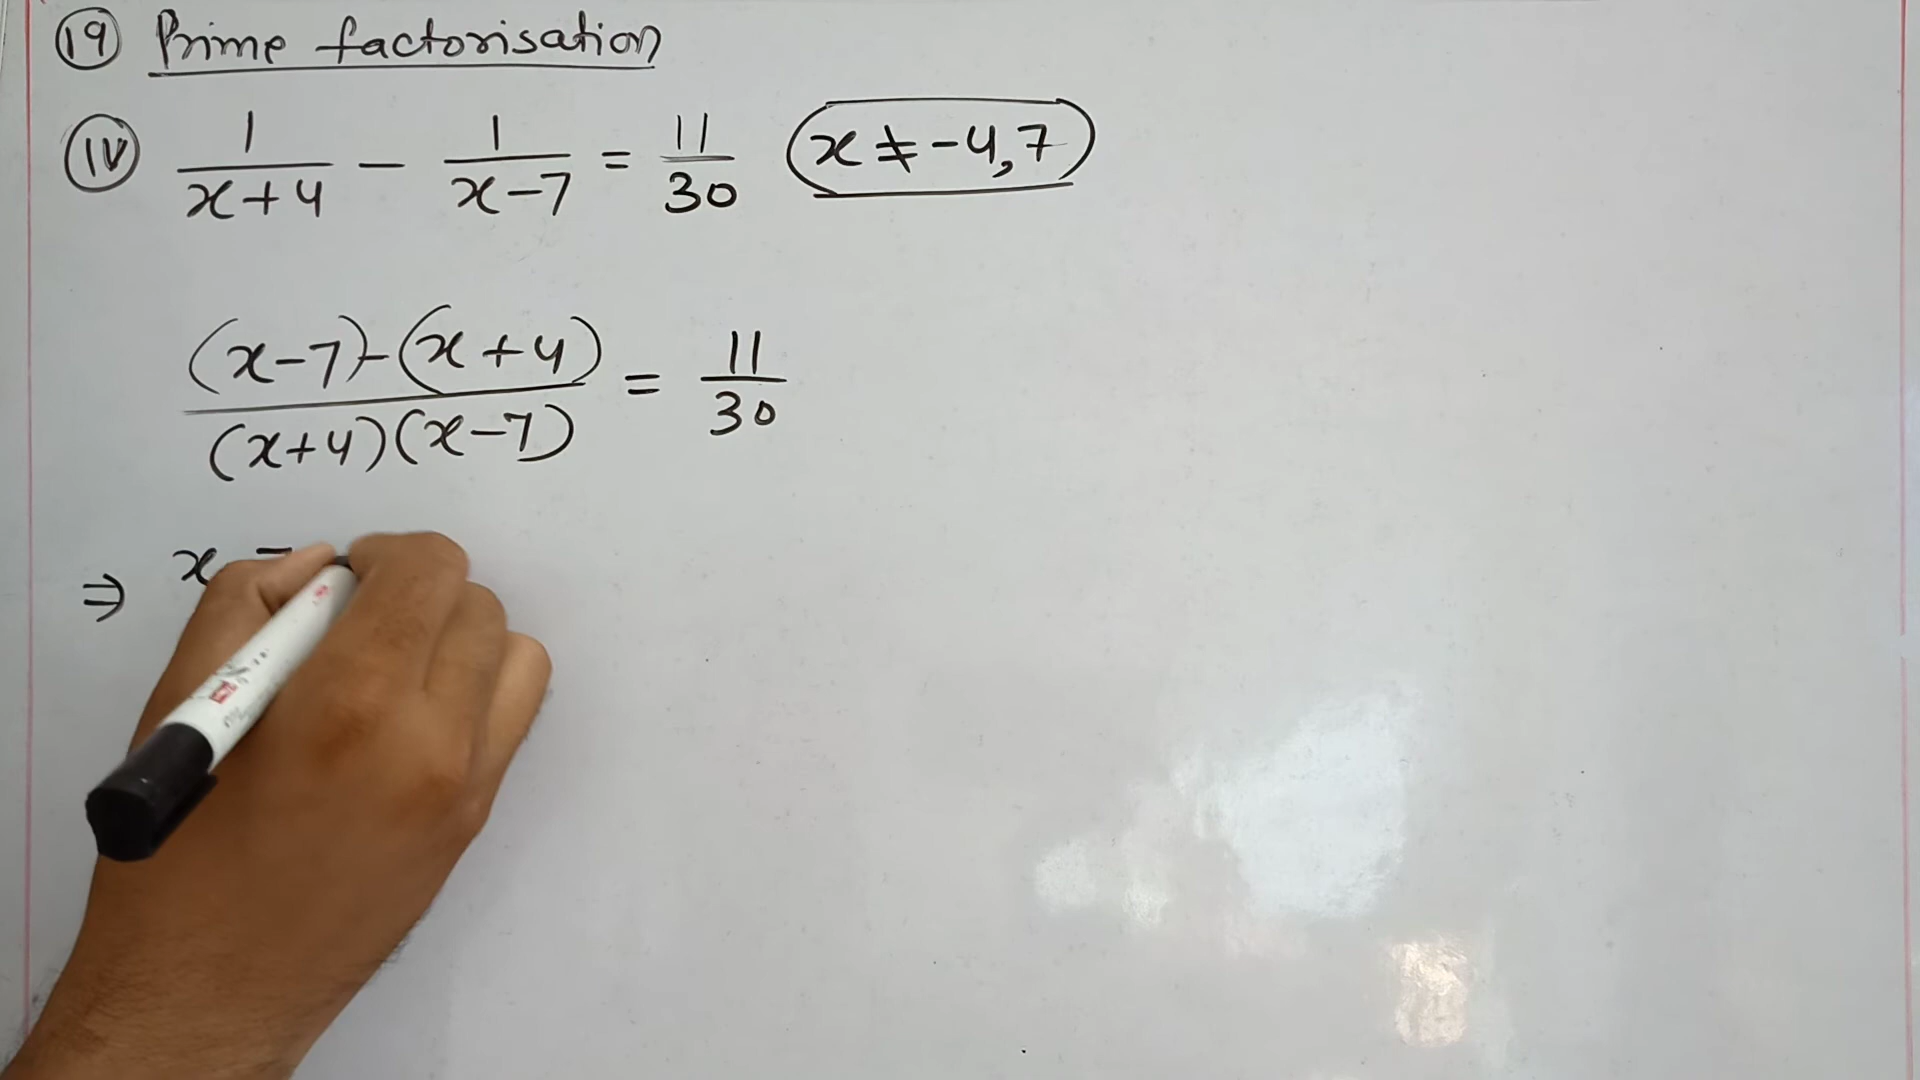 19 Prime factorisation
iv 1/(x+4) - 1/(x-7) = 11/30 x ≠ -4,7
((x-7)-(x+4))/((x+4)(x-7)) = 11/30
⇒ x